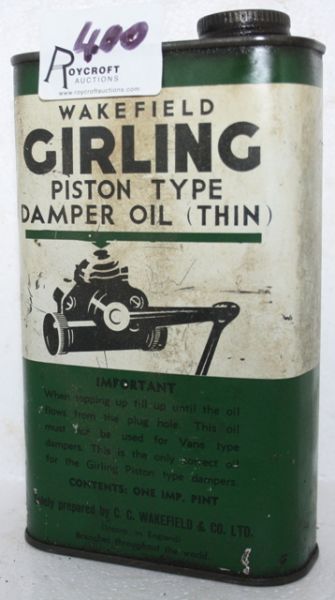 400
ROYCROFT
AUCTIONS
www.roycroftauctions.com
WAKEFIELD
GIRLING
PISTON TYPE
DAMPER OIL (THIN)
IMPORTANT
When topping up fill up until the oil
flows from the plug hole. This oil
must not be used for Vane type
dampers. This is the only correct oil
for the Girling Piston type dampers.
CONTENTS: ONE IMP. PINT
prepared by C. C. WAKEFIELD & CO. LTD.
England)
Branches throughout the world.